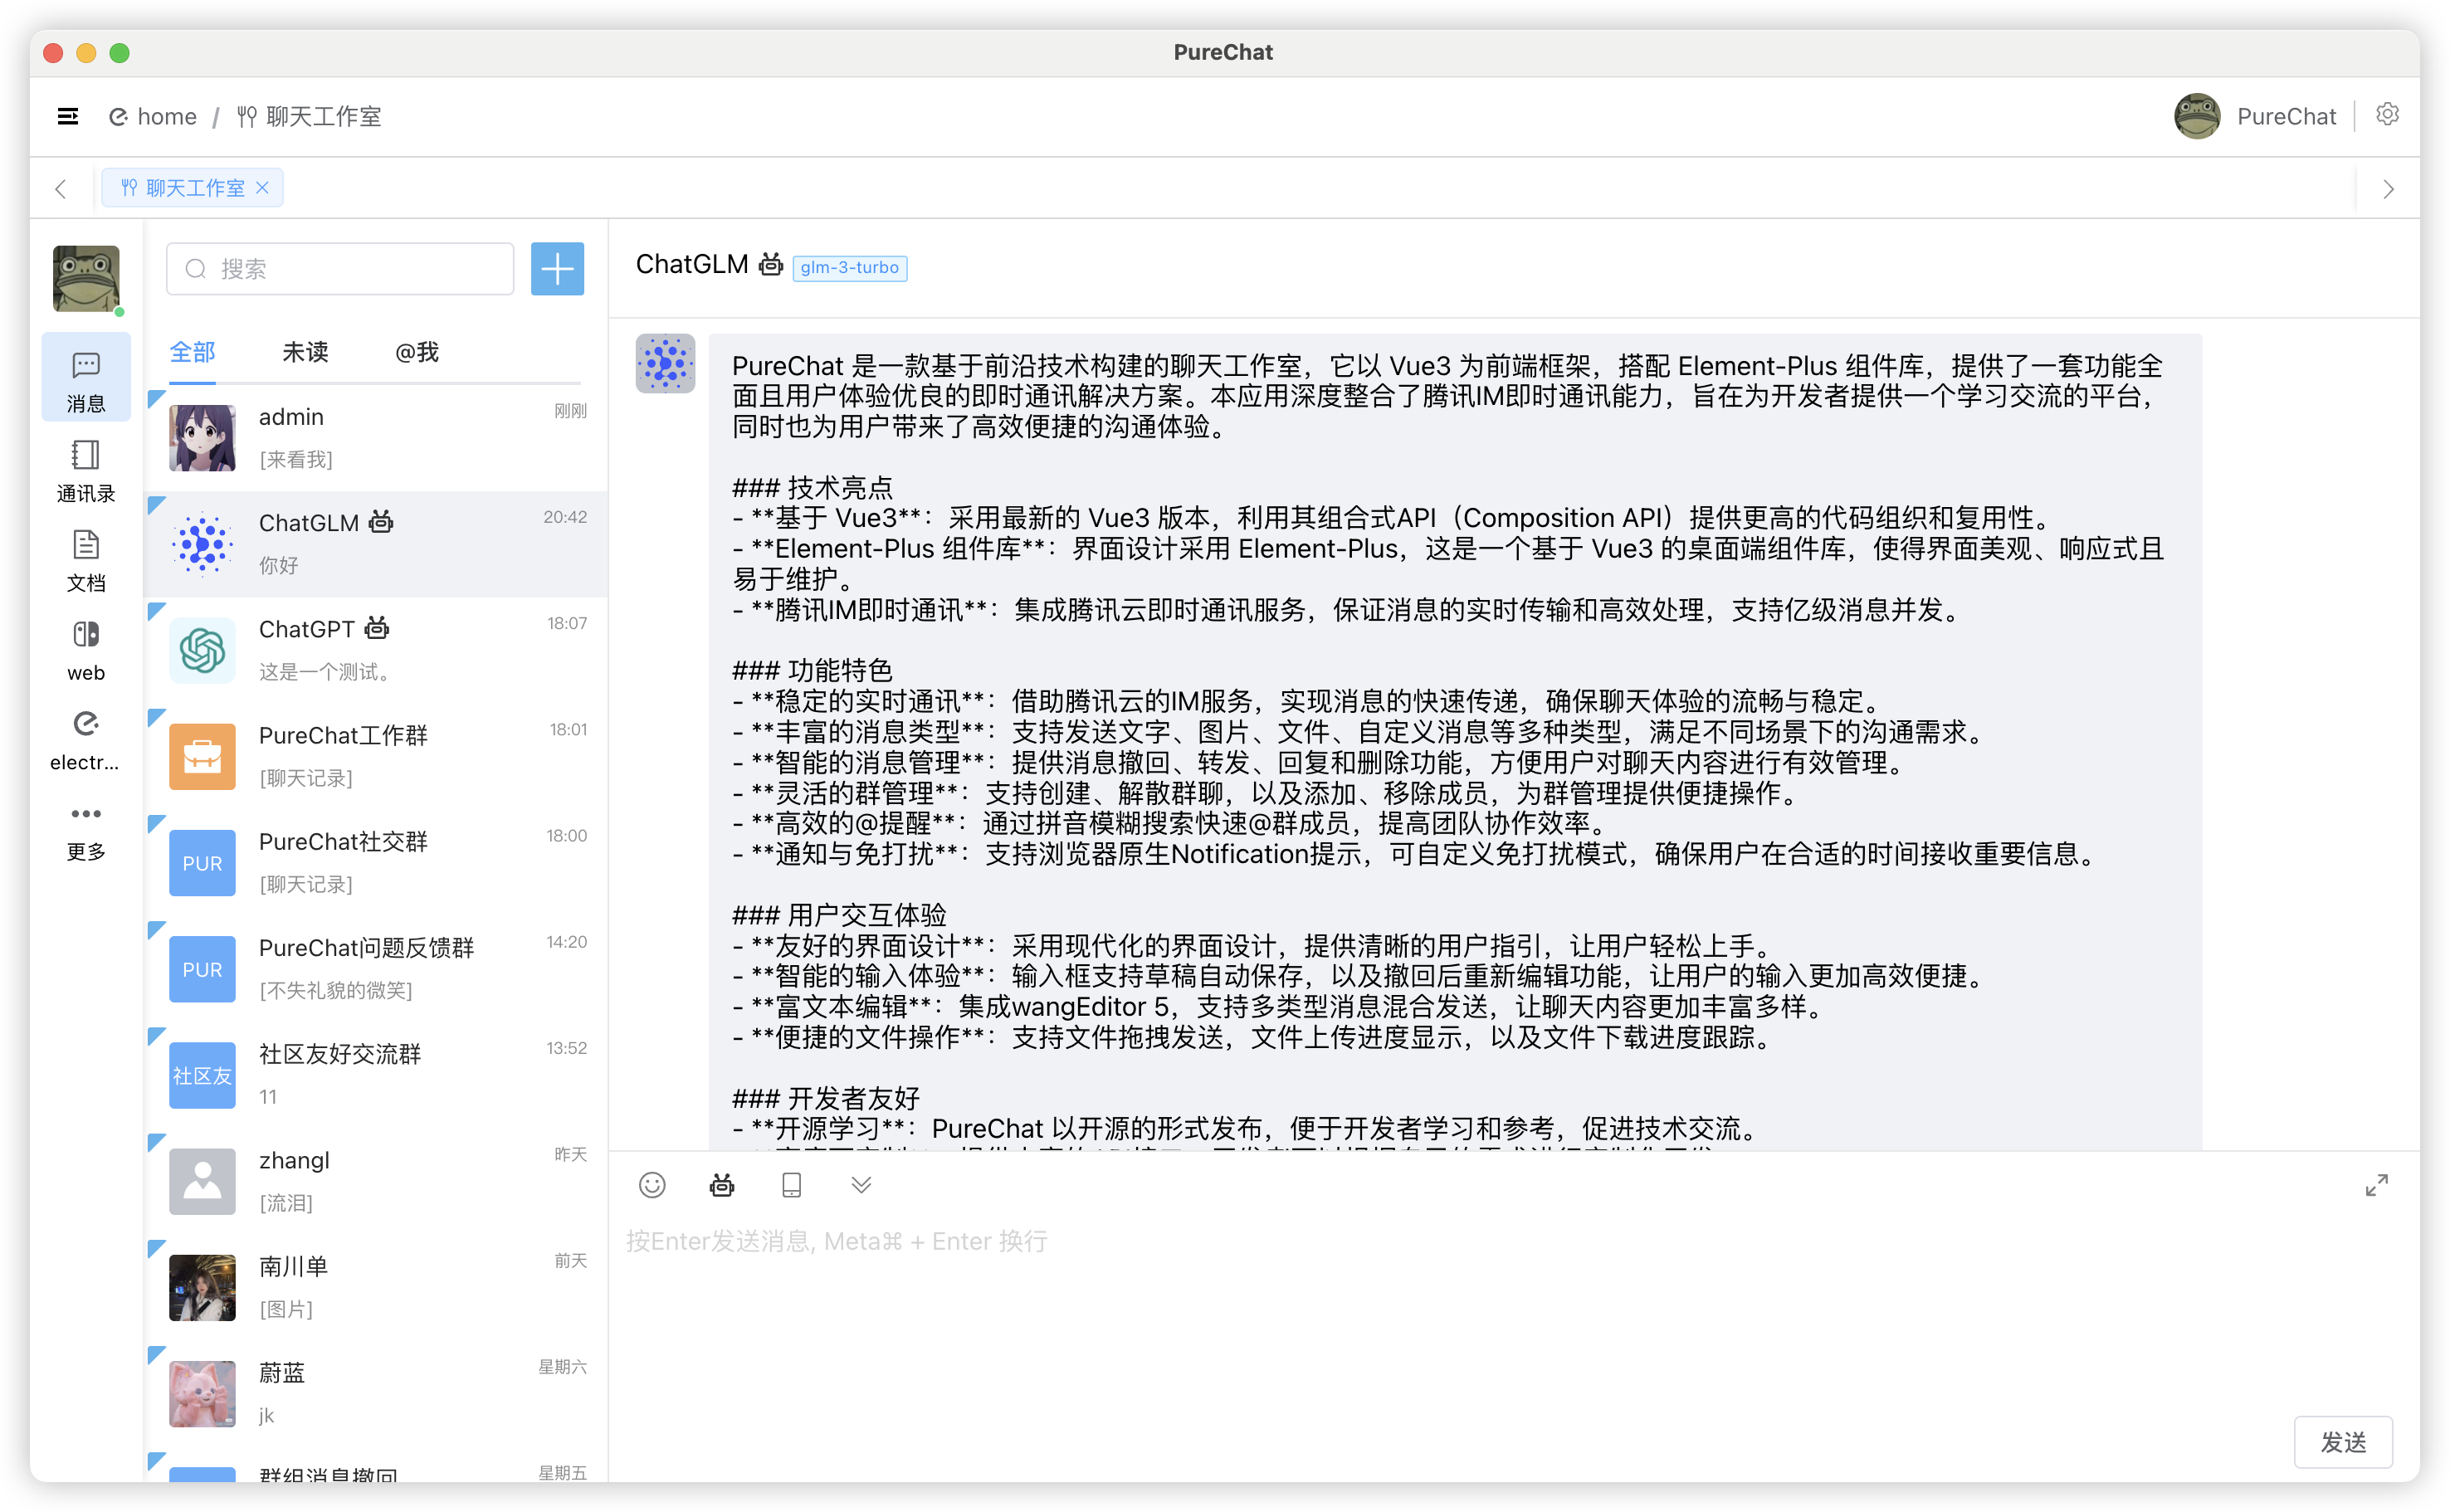 PureChat
home / 聊天工作室
PureChat
聊天工作室
搜索
全部 未读 @我
消息
通讯录
文档
web
electr...
更多
admin 刚刚
[来看我]
ChatGLM 20:42
你好
ChatGPT 18:07
这是一个测试。
PureChat工作群 18:01
[聊天记录]
PUR
PureChat社交群 18:00
[聊天记录]
PUR
PureChat问题反馈群 14:20
[不失礼貌的微笑]
社区友
社区友好交流群 13:52
11
zhangl 昨天
[流泪]
南川单 前天
[图片]
蔚蓝 星期六
jk
群组消息撤回 星期五
ChatGLM glm-3-turbo
PureChat 是一款基于前沿技术构建的聊天工作室，它以 Vue3 为前端框架，搭配 Element-Plus 组件库，提供了一套功能全
面且用户体验优良的即时通讯解决方案。本应用深度整合了腾讯IM即时通讯能力，旨在为开发者提供一个学习交流的平台，
同时也为用户带来了高效便捷的沟通体验。
### 技术亮点
- **基于 Vue3**：采用最新的 Vue3 版本，利用其组合式API（Composition API）提供更高的代码组织和复用性。
- **Element-Plus 组件库**：界面设计采用 Element-Plus，这是一个基于 Vue3 的桌面端组件库，使得界面美观、响应式且
易于维护。
- **腾讯IM即时通讯**：集成腾讯云即时通讯服务，保证消息的实时传输和高效处理，支持亿级消息并发。
### 功能特色
- **稳定的实时通讯**：借助腾讯云的IM服务，实现消息的快速传递，确保聊天体验的流畅与稳定。
- **丰富的消息类型**：支持发送文字、图片、文件、自定义消息等多种类型，满足不同场景下的沟通需求。
- **智能的消息管理**：提供消息撤回、转发、回复和删除功能，方便用户对聊天内容进行有效管理。
- **灵活的群管理**：支持创建、解散群聊，以及添加、移除成员，为群管理提供便捷操作。
- **高效的@提醒**：通过拼音模糊搜索快速@群成员，提高团队协作效率。
- **通知与免打扰**：支持浏览器原生Notification提示，可自定义免打扰模式，确保用户在合适的时间接收重要信息。
### 用户交互体验
- **友好的界面设计**：采用现代化的界面设计，提供清晰的用户指引，让用户轻松上手。
- **智能的输入体验**：输入框支持草稿自动保存，以及撤回后重新编辑功能，让用户的输入更加高效便捷。
- **富文本编辑**：集成wangEditor 5，支持多类型消息混合发送，让聊天内容更加丰富多样。
- **便捷的文件操作**：支持文件拖拽发送，文件上传进度显示，以及文件下载进度跟踪。
### 开发者友好
- **开源学习**：PureChat 以开源的形式发布，便于开发者学习和参考，促进技术交流。
按Enter发送消息, Meta⌘ + Enter 换行
发送